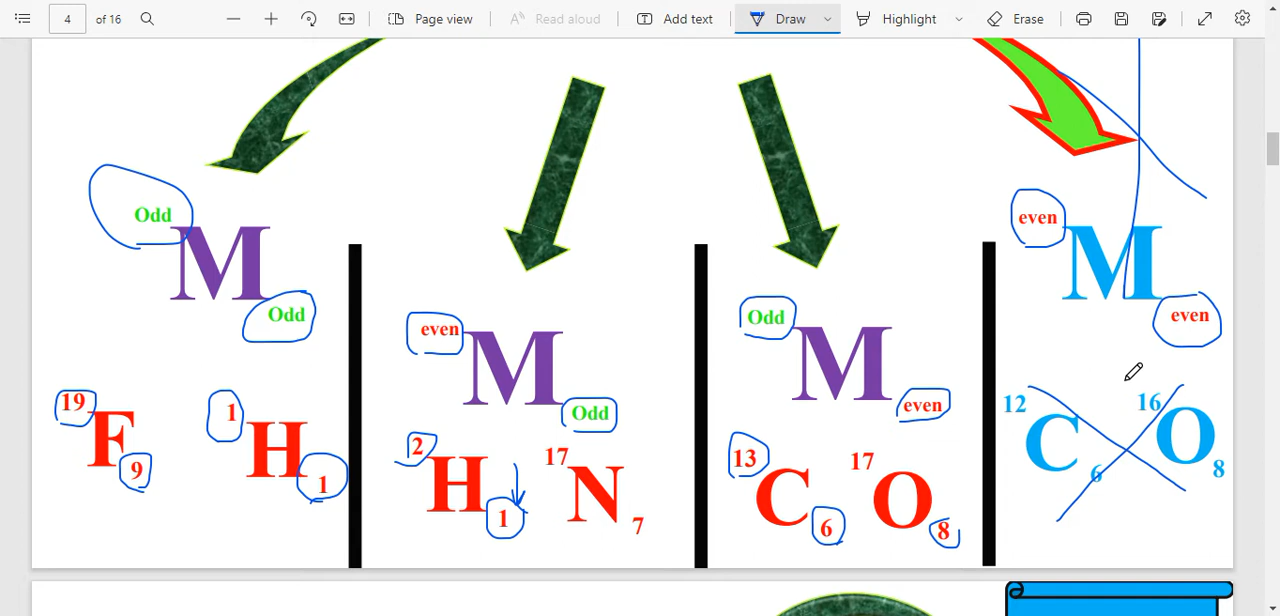 4 of 16 Page view Read aloud Add text Draw Highlight Erase
Odd
M
Odd
19
F
9
1
H
1
even
M
Odd
2
H
1
17
N
7
Odd
M
even
13
C
6
17
O
8
even
M
even
12
C
6
16
O
8